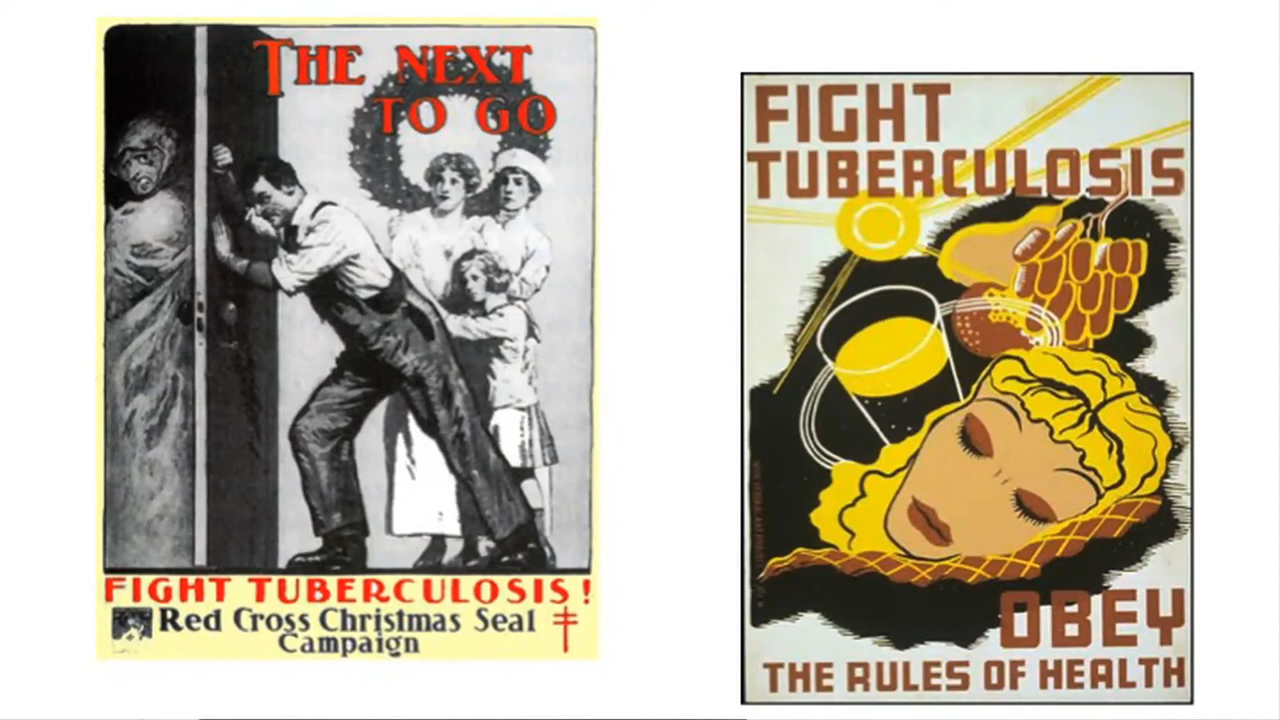 THE NEXT
TO GO
FIGHT TUBERCULOSIS!
Red Cross Christmas Seal
Campaign
FIGHT
TUBERCULOSIS
OBEY
THE RULES OF HEALTH